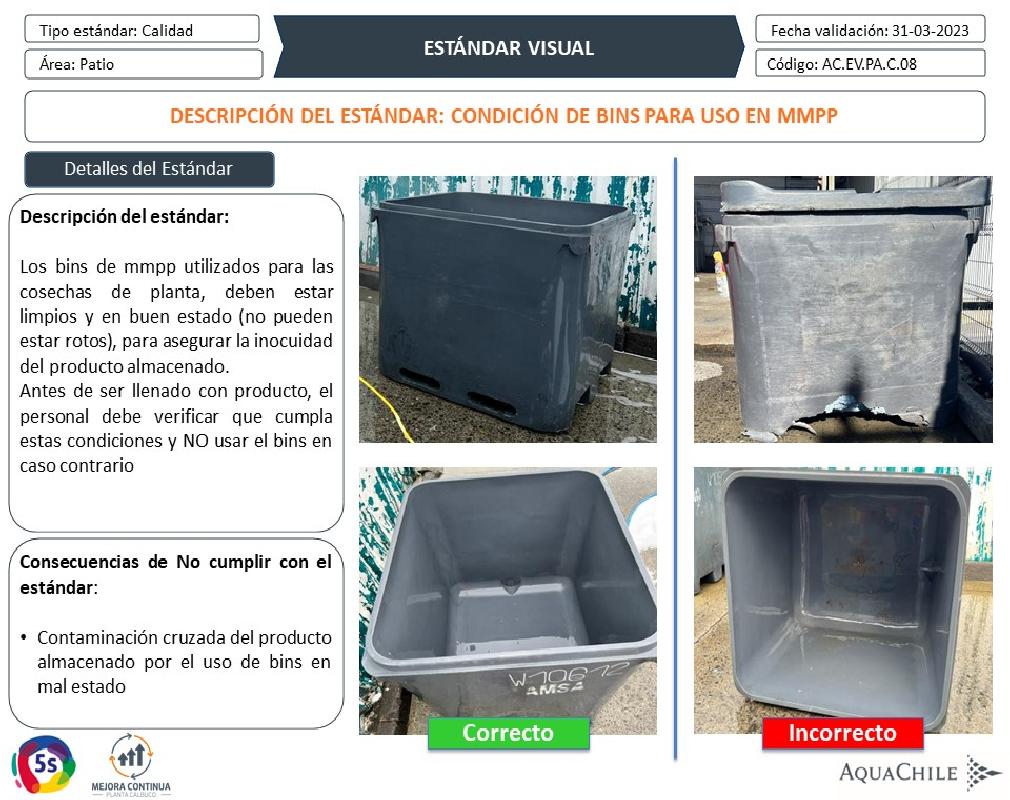 Tipo estándar: Calidad
Área: Patio
ESTÁNDAR VISUAL
Fecha validación: 31-03-2023
Código: AC.EV.PA.C.08
DESCRIPCIÓN DEL ESTÁNDAR: CONDICIÓN DE BINS PARA USO EN MMPP
Detalles del Estándar
Descripción del estándar:
Los bins de mmpp utilizados para las
cosechas de planta, deben estar
limpios y en buen estado (no pueden
estar rotos), para asegurar la inocuidad
del producto almacenado.
Antes de ser llenado con producto, el
personal debe verificar que cumpla
estas condiciones y NO usar el bins en
caso contrario
Consecuencias de No cumplir con el
estándar:
• Contaminación cruzada del producto
almacenado por el uso de bins en
mal estado
W10612
AMSA
Correcto
Incorrecto
5s
MEJORA CONTINUA
PLANTA CALBUCO
AQUACHILE